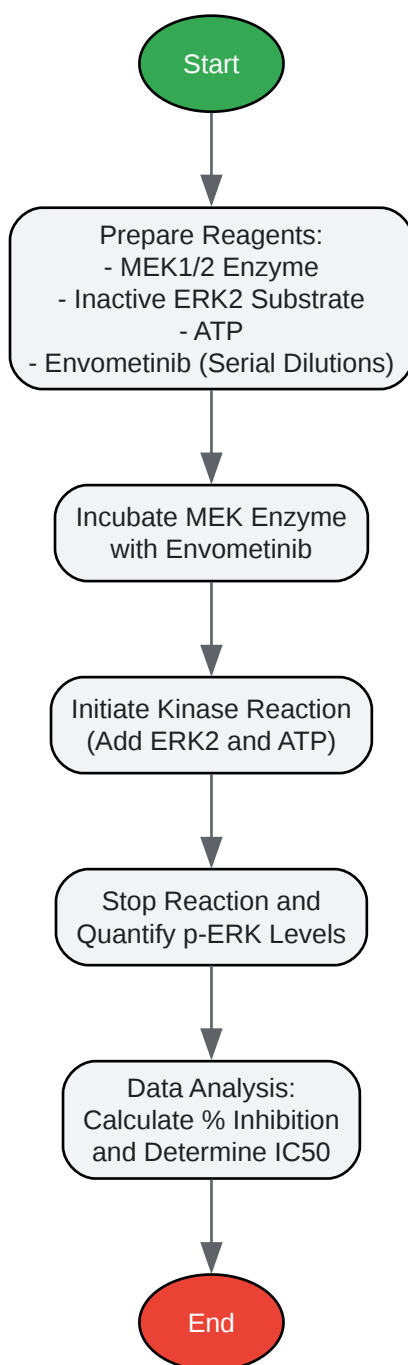 Start
Prepare Reagents:
- MEK1/2 Enzyme
- Inactive ERK2 Substrate
- ATP
- Envometinib (Serial Dilutions)
Incubate MEK Enzyme
with Envometinib
Initiate Kinase Reaction
(Add ERK2 and ATP)
Stop Reaction and
Quantify p-ERK Levels
Data Analysis:
Calculate % Inhibition
and Determine IC50
End